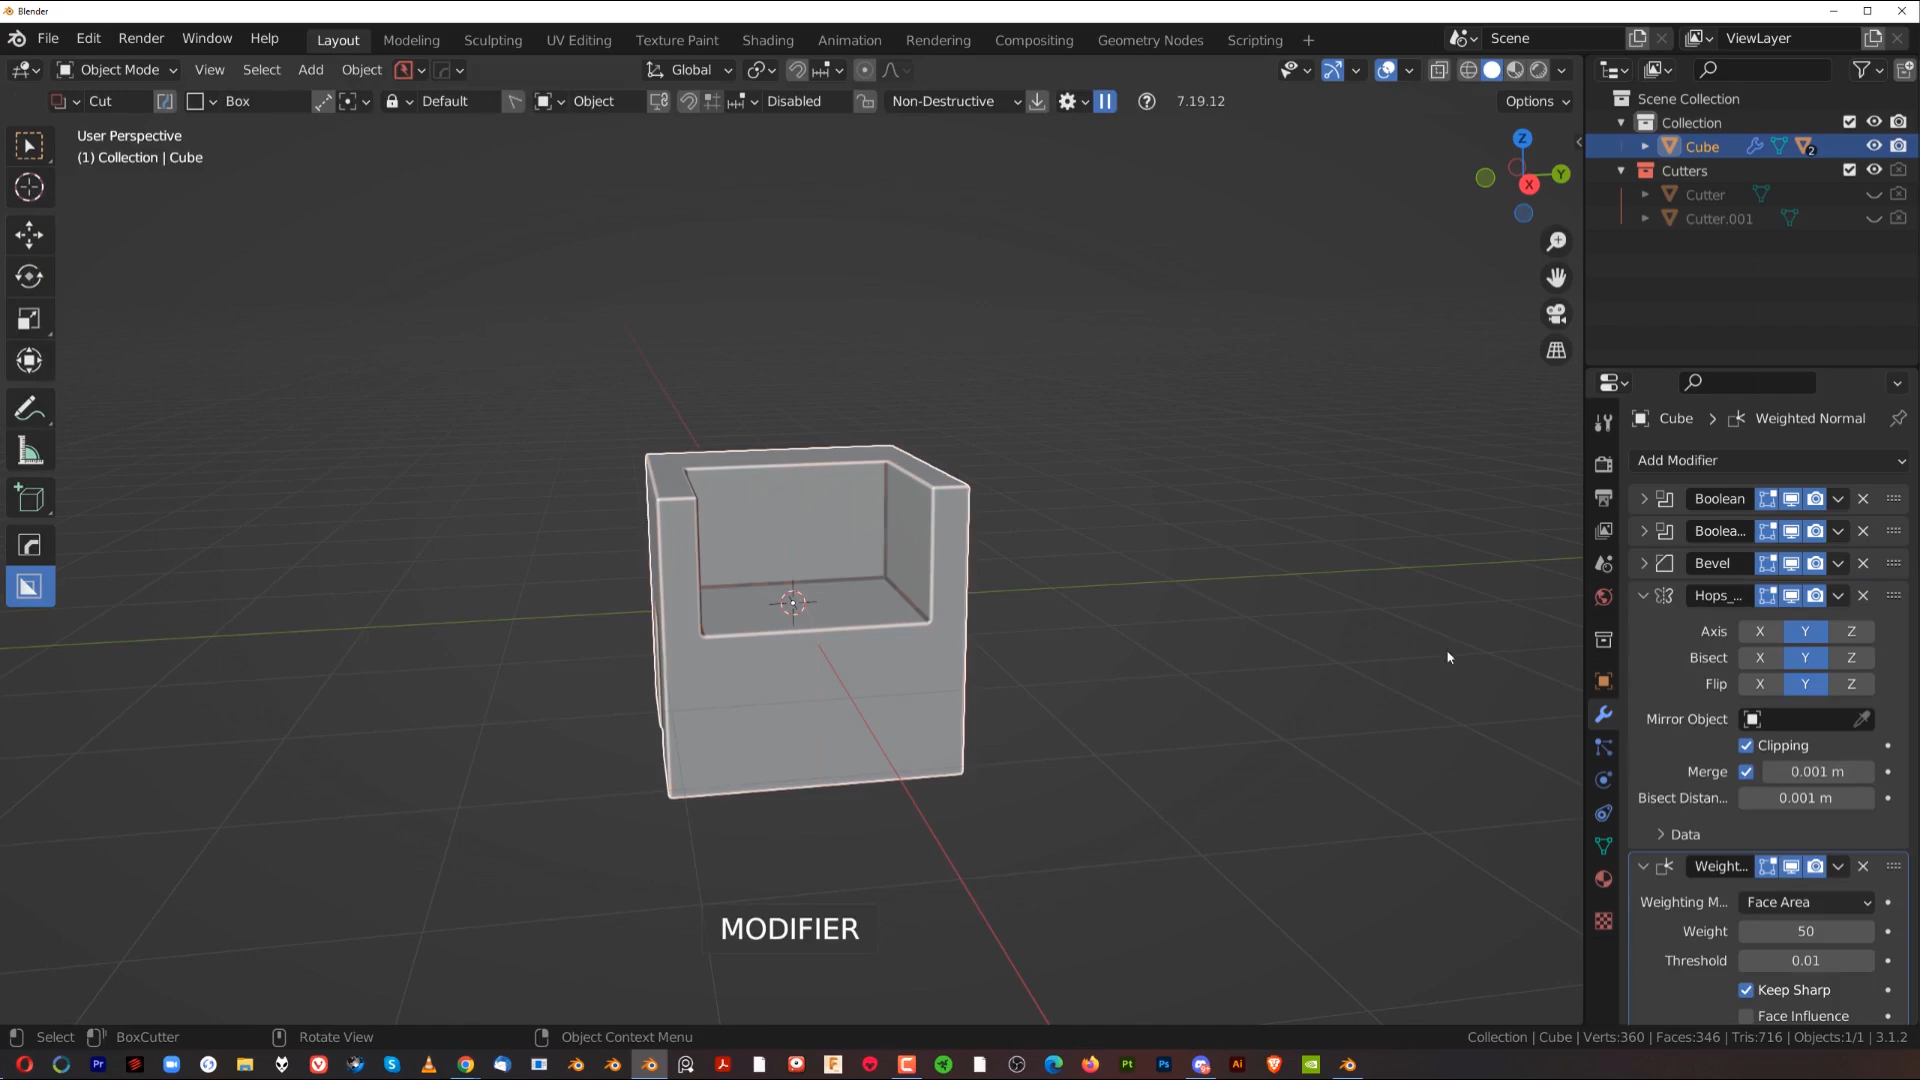 Blender
File Edit Render Window Help Layout Modeling Sculpting UV Editing Texture Paint Shading Animation Rendering Compositing Geometry Nodes Scripting + Scene ViewLayer
Object Mode View Select Add Object Global
Cut Box Default Object Disabled Non-Destructive 7.19.12 Options
User Perspective
(1) Collection | Cube
Z
Y
X
MODIFIER
Scene Collection
Collection
Cube 2
Cutters
Cutter
Cutter.001
Cube > Weighted Normal
Add Modifier
Boolean
Boolea...
Bevel
Hops_...
Axis X Y Z
Bisect X Y Z
Flip X Y Z
Mirror Object
Clipping
Merge 0.001 m
Bisect Distan... 0.001 m
Data
Weight...
Weighting M... Face Area
Weight 50
Threshold 0.01
Keep Sharp
Face Influence
Select BoxCutter Rotate View Object Context Menu Collection | Cube | Verts:360 | Faces:346 | Tris:716 | Objects:1/1 | 3.1.2
Pr S F Pt Ps Ai